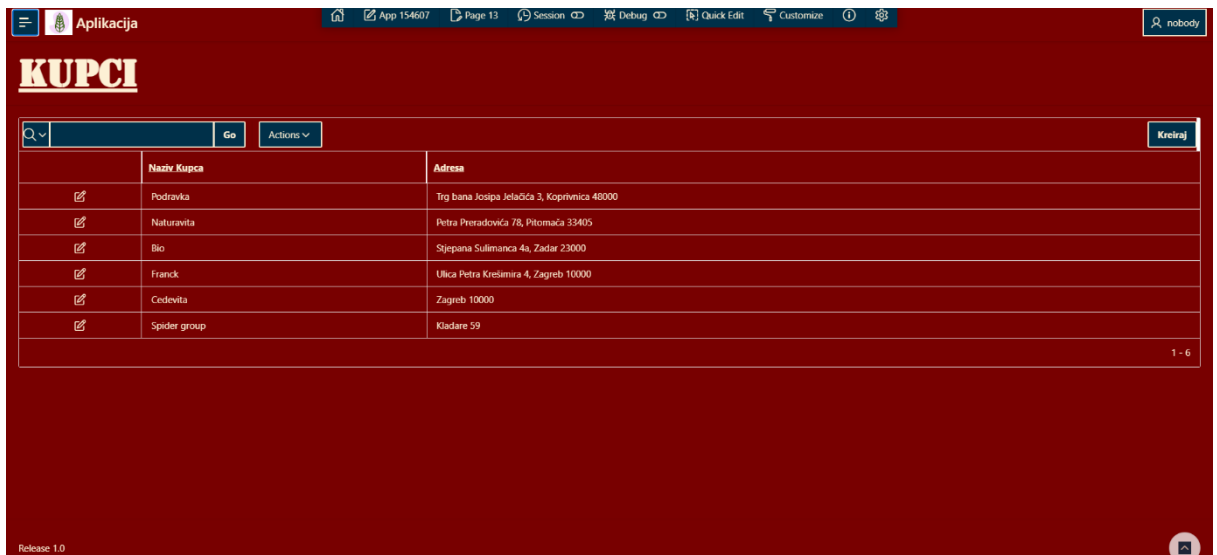 Aplikacija App 154607 Page 13 Session Debug Quick Edit Customize nobody
KUPCI
Go Actions Kreiraj
Naziv Kupca Adresa
Podravka Trg bana Josipa Jelačića 3, Koprivnica 48000
Naturavita Petra Preradovića 78, Pitomača 33405
Bio Stjepana Sulimanca 4a, Zadar 23000
Franck Ulica Petra Krešimira 4, Zagreb 10000
Cedevita Zagreb 10000
Spider group Kladare 59
1 - 6
Release 1.0